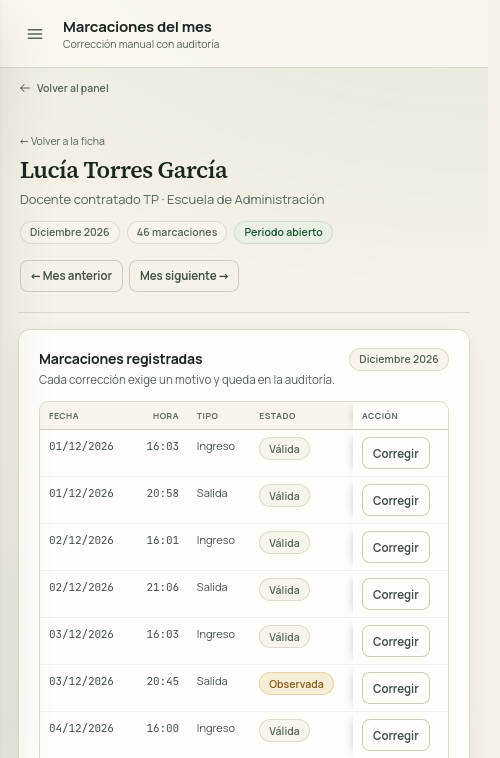 Marcaciones del mes
Corrección manual con auditoría
← Volver al panel
← Volver a la ficha
Lucía Torres García
Docente contratado TP · Escuela de Administración
Diciembre 2026 46 marcaciones Periodo abierto
← Mes anterior Mes siguiente →
Marcaciones registradas Diciembre 2026
Cada corrección exige un motivo y queda en la auditoría.
FECHA HORA TIPO ESTADO ACCIÓN
01/12/2026 16:03 Ingreso Válida Corregir
01/12/2026 20:58 Salida Válida Corregir
02/12/2026 16:01 Ingreso Válida Corregir
02/12/2026 21:06 Salida Válida Corregir
03/12/2026 16:03 Ingreso Válida Corregir
03/12/2026 20:45 Salida Observada Corregir
04/12/2026 16:00 Ingreso Válida Corregir